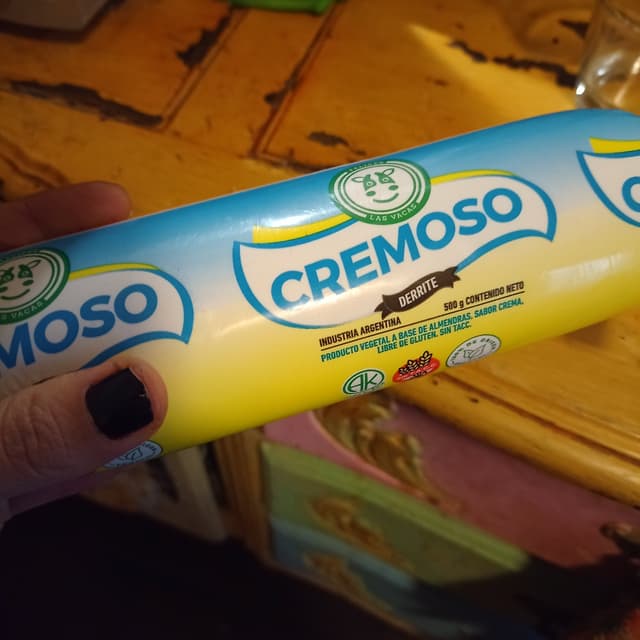 LAS VACAS
CREMOSO
DERRITE
INDUSTRIA ARGENTINA
500 g CONTENIDO NETO
PRODUCTO VEGETAL A BASE DE ALMENDRAS. SABOR CREMA.
LIBRE DE GLUTEN. SIN TACC.
AK
LAS VACAS
MOSO
C